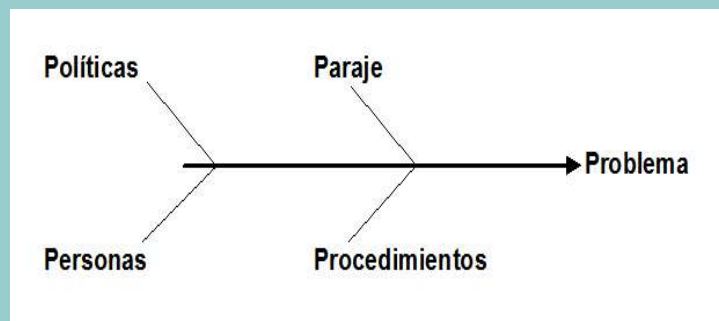 Políticas
Paraje
Problema
Personas
Procedimientos